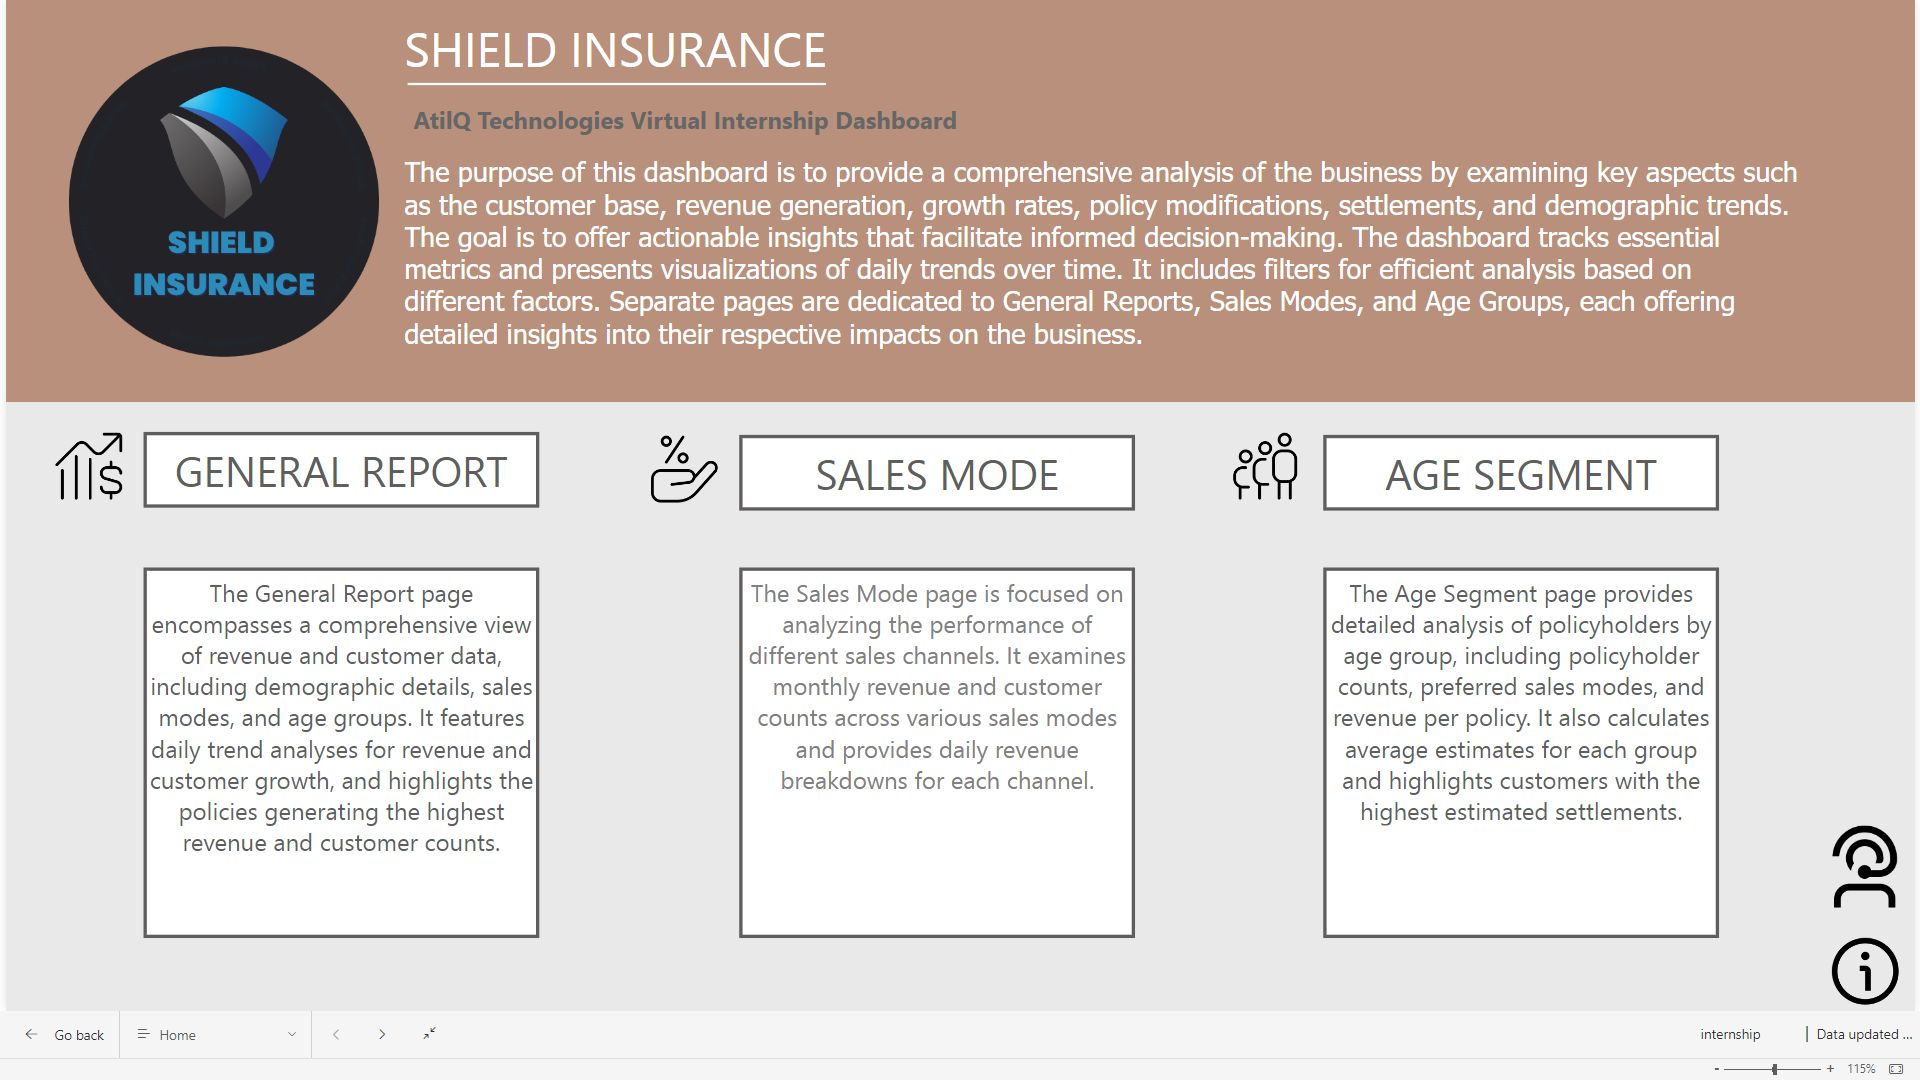 SHIELD INSURANCE
AtilQ Technologies Virtual Internship Dashboard
The purpose of this dashboard is to provide a comprehensive analysis of the business by examining key aspects such
as the customer base, revenue generation, growth rates, policy modifications, settlements, and demographic trends.
The goal is to offer actionable insights that facilitate informed decision-making. The dashboard tracks essential
metrics and presents visualizations of daily trends over time. It includes filters for efficient analysis based on
different factors. Separate pages are dedicated to General Reports, Sales Modes, and Age Groups, each offering
detailed insights into their respective impacts on the business.
SHIELD
INSURANCE
GENERAL REPORT
The General Report page
encompasses a comprehensive view
of revenue and customer data,
including demographic details, sales
modes, and age groups. It features
daily trend analyses for revenue and
customer growth, and highlights the
policies generating the highest
revenue and customer counts.
SALES MODE
The Sales Mode page is focused on
analyzing the performance of
different sales channels. It examines
monthly revenue and customer
counts across various sales modes
and provides daily revenue
breakdowns for each channel.
AGE SEGMENT
The Age Segment page provides
detailed analysis of policyholders by
age group, including policyholder
counts, preferred sales modes, and
revenue per policy. It also calculates
average estimates for each group
and highlights customers with the
highest estimated settlements.
Go back
Home
internship
Data updated ...
- + 115%